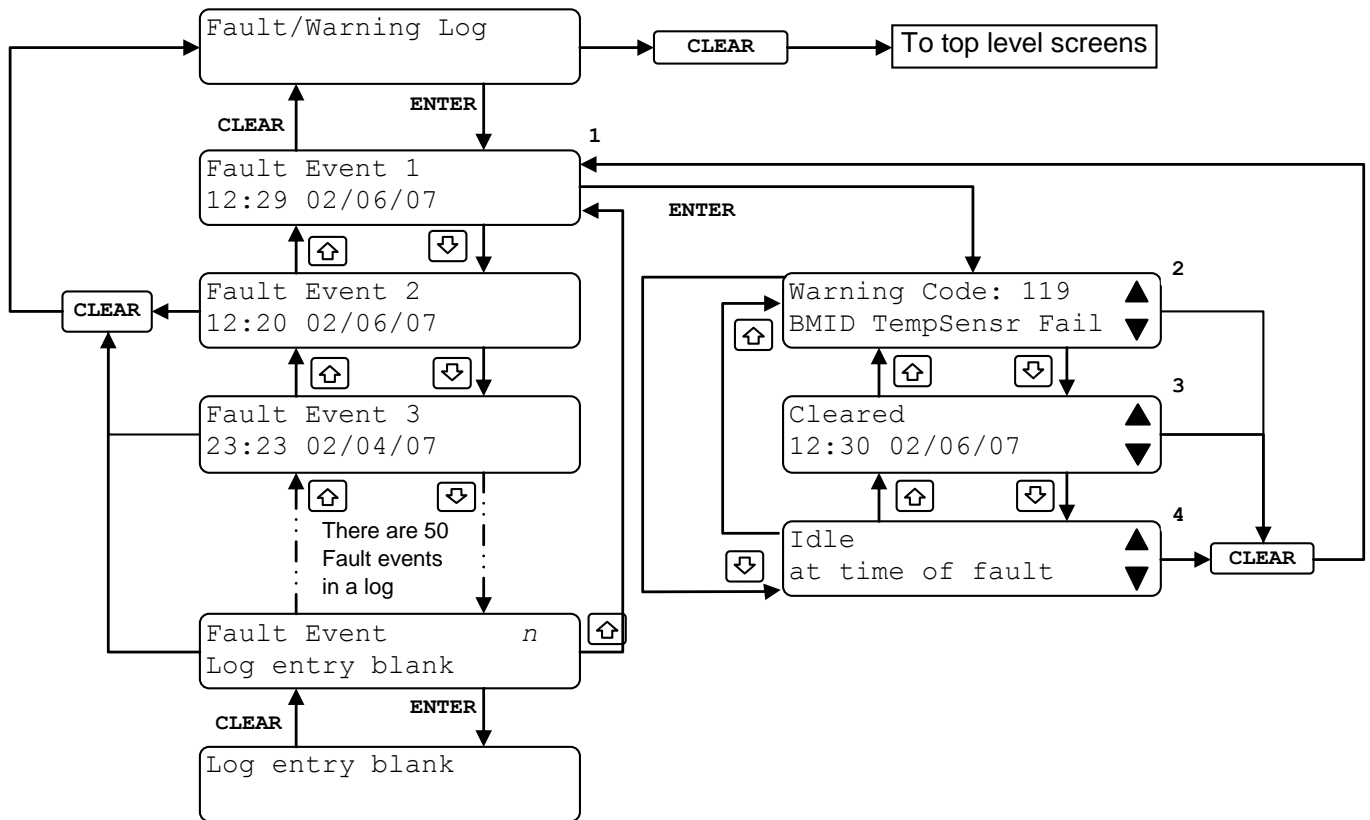 Fault/Warning Log
CLEAR
To top level screens
ENTER
CLEAR
1
Fault Event 1
12:29 02/06/07
ENTER
2
Fault Event 2
12:20 02/06/07
CLEAR
Warning Code: 119
BMID TempSensr Fail
3
Fault Event 3
23:23 02/04/07
Cleared
12:30 02/06/07
There are 50
Fault events
in a log
4
Idle
at time of fault
CLEAR
Fault Event n
Log entry blank
ENTER
CLEAR
Log entry blank